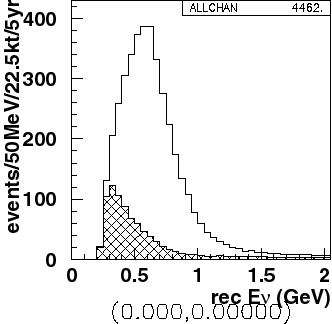 ALLCHAN 4462.
events/50MeV/22.5kt/5yr
400
300
200
100
0
0 0.5 1 1.5 2
rec Eν (GeV)
(0.000,0.00000)